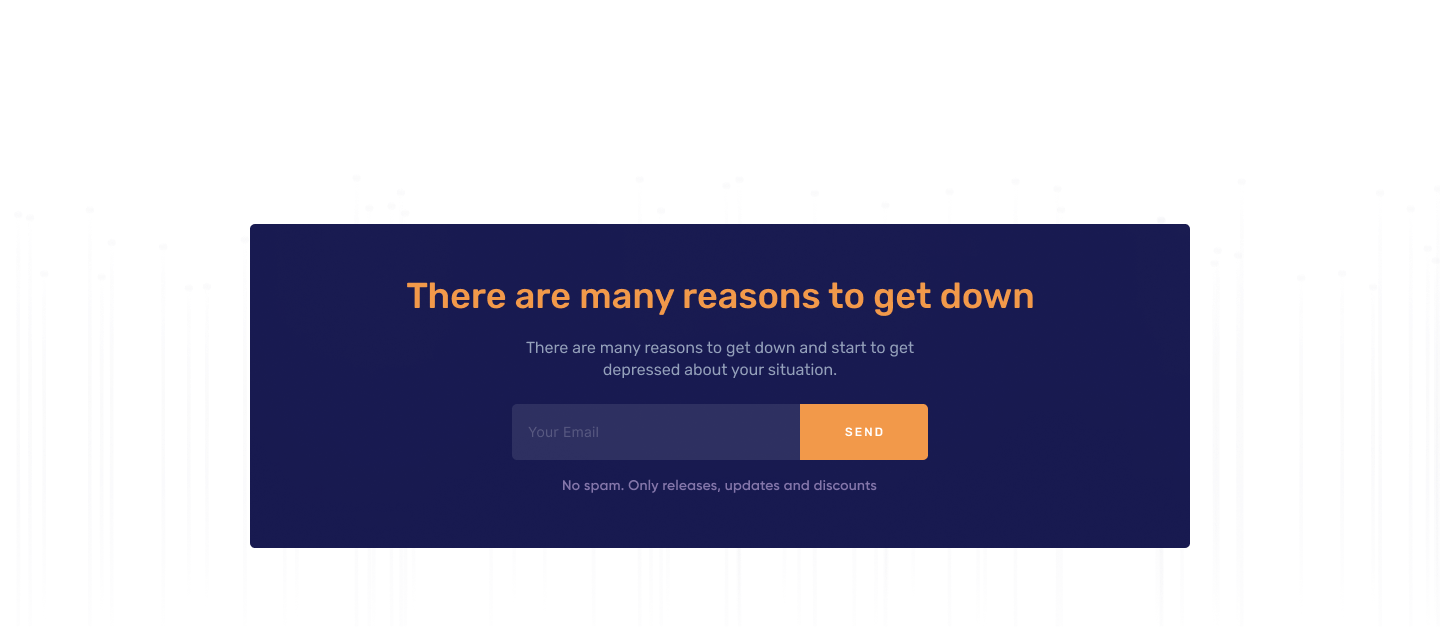 There are many reasons to get down
There are many reasons to get down and start to get
depressed about your situation.
Your Email
SEND
No spam. Only releases, updates and discounts